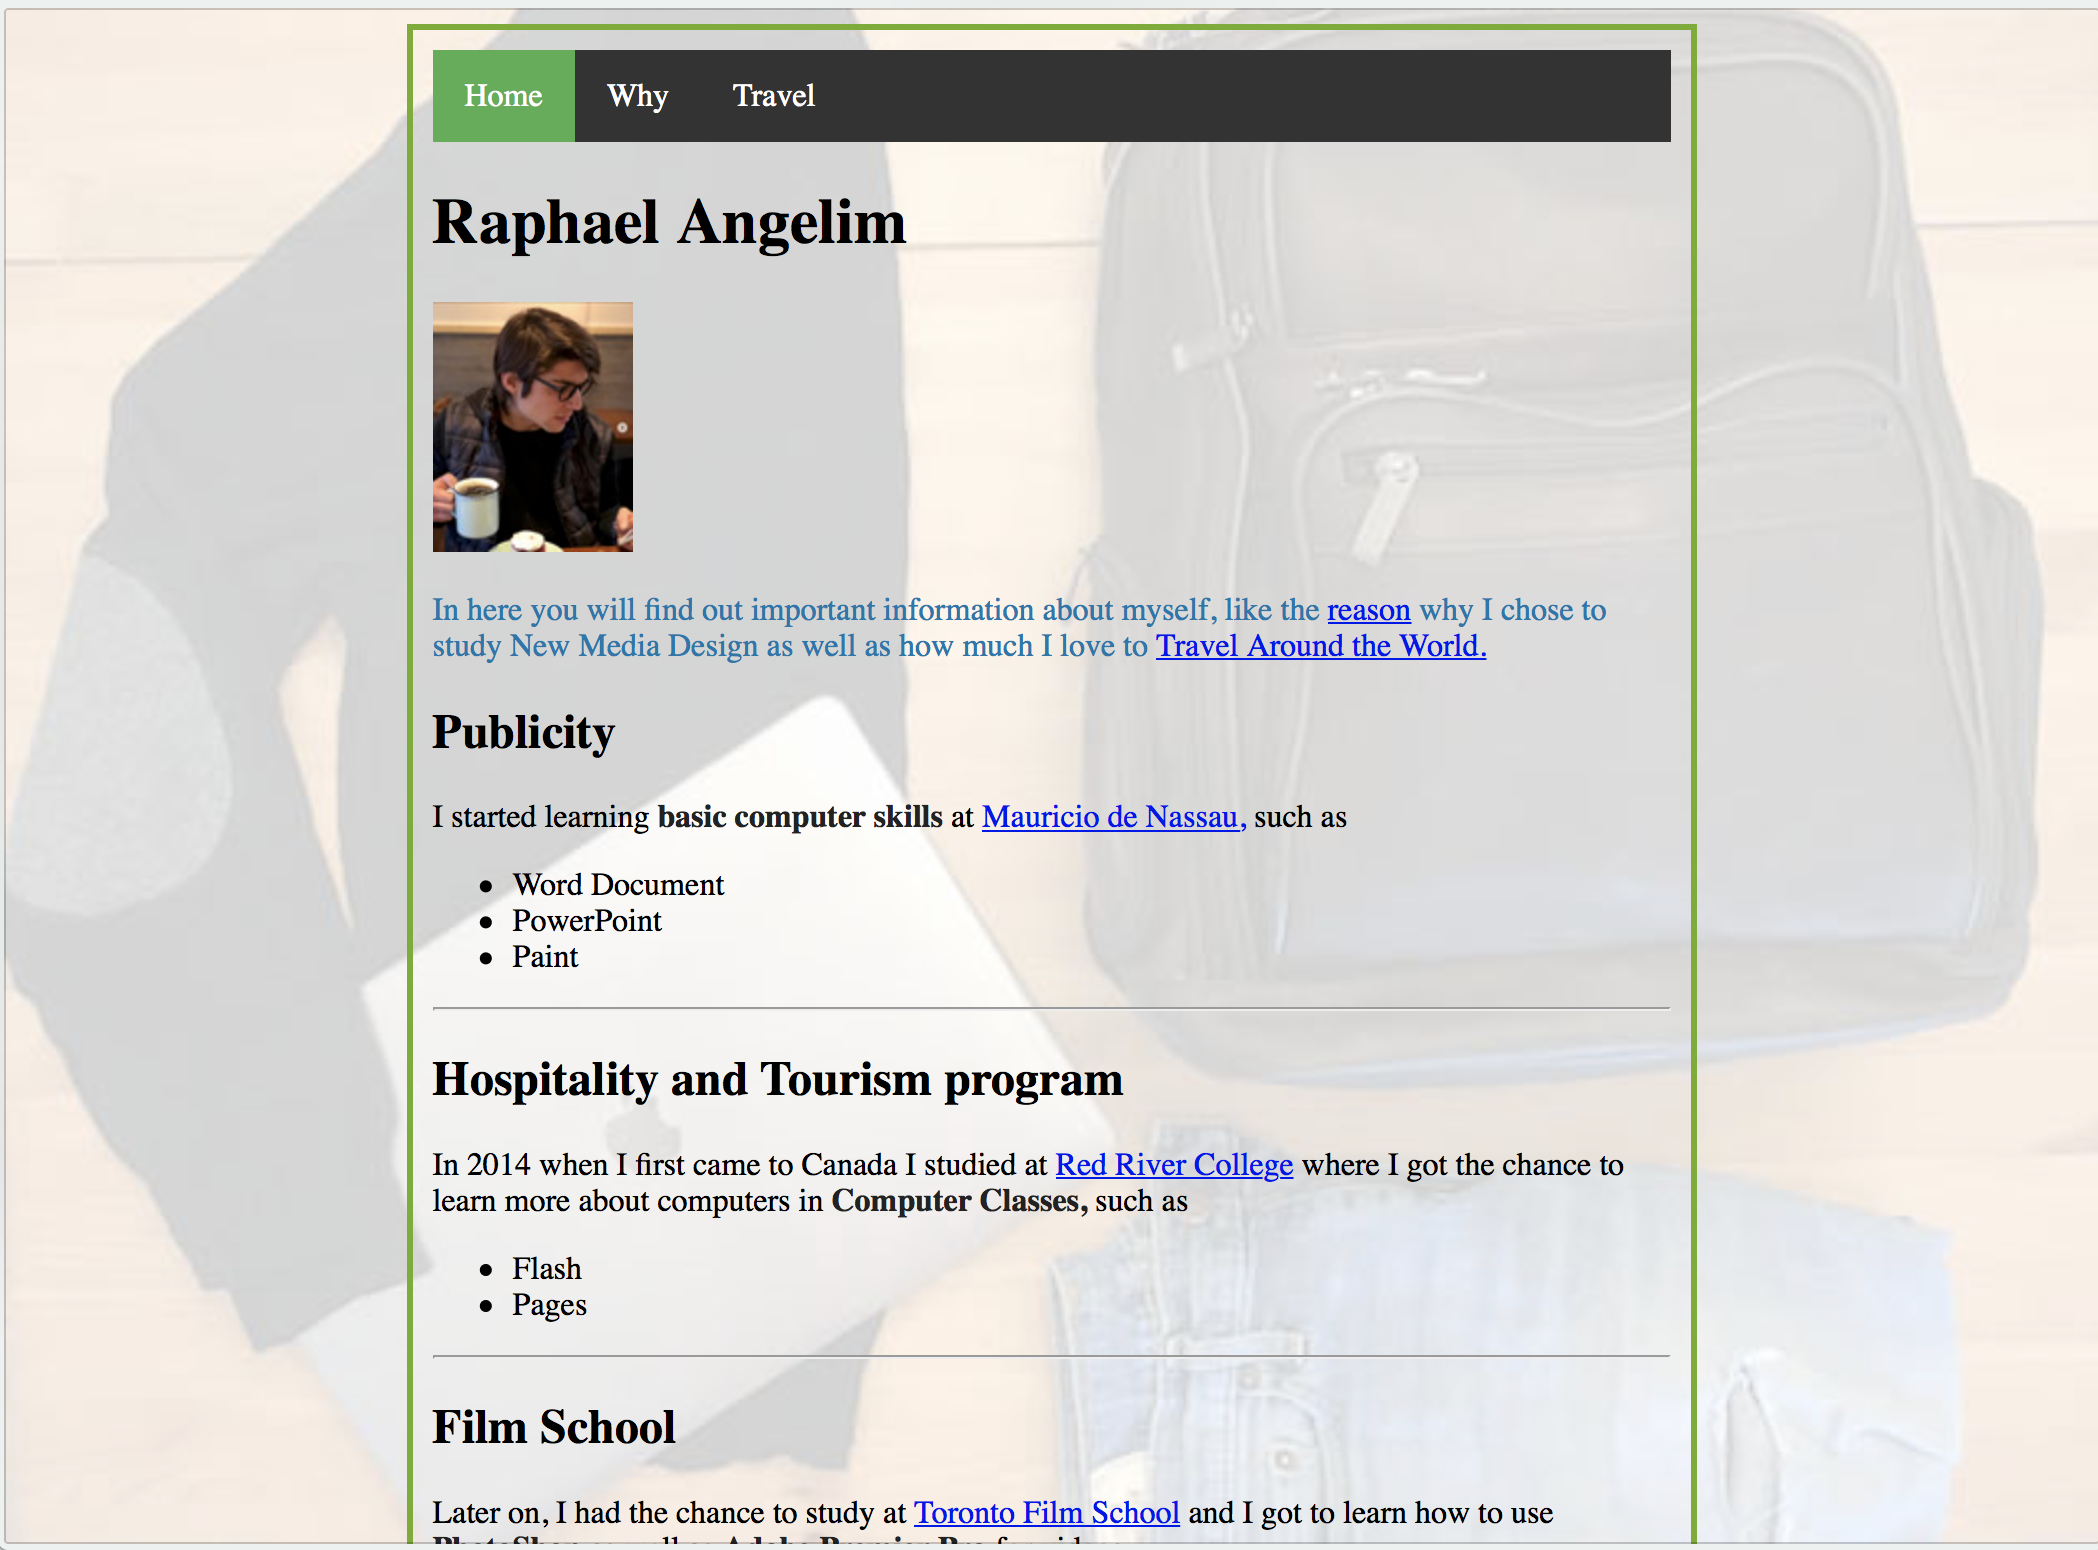 Home Why Travel
Raphael Angelim
In here you will find out important information about myself, like the reason why I chose to
study New Media Design as well as how much I love to Travel Around the World.
Publicity
I started learning basic computer skills at Mauricio de Nassau, such as
• Word Document
• PowerPoint
• Paint
Hospitality and Tourism program
In 2014 when I first came to Canada I studied at Red River College where I got the chance to
learn more about computers in Computer Classes, such as
• Flash
• Pages
Film School
Later on, I had the chance to study at Toronto Film School and I got to learn how to use